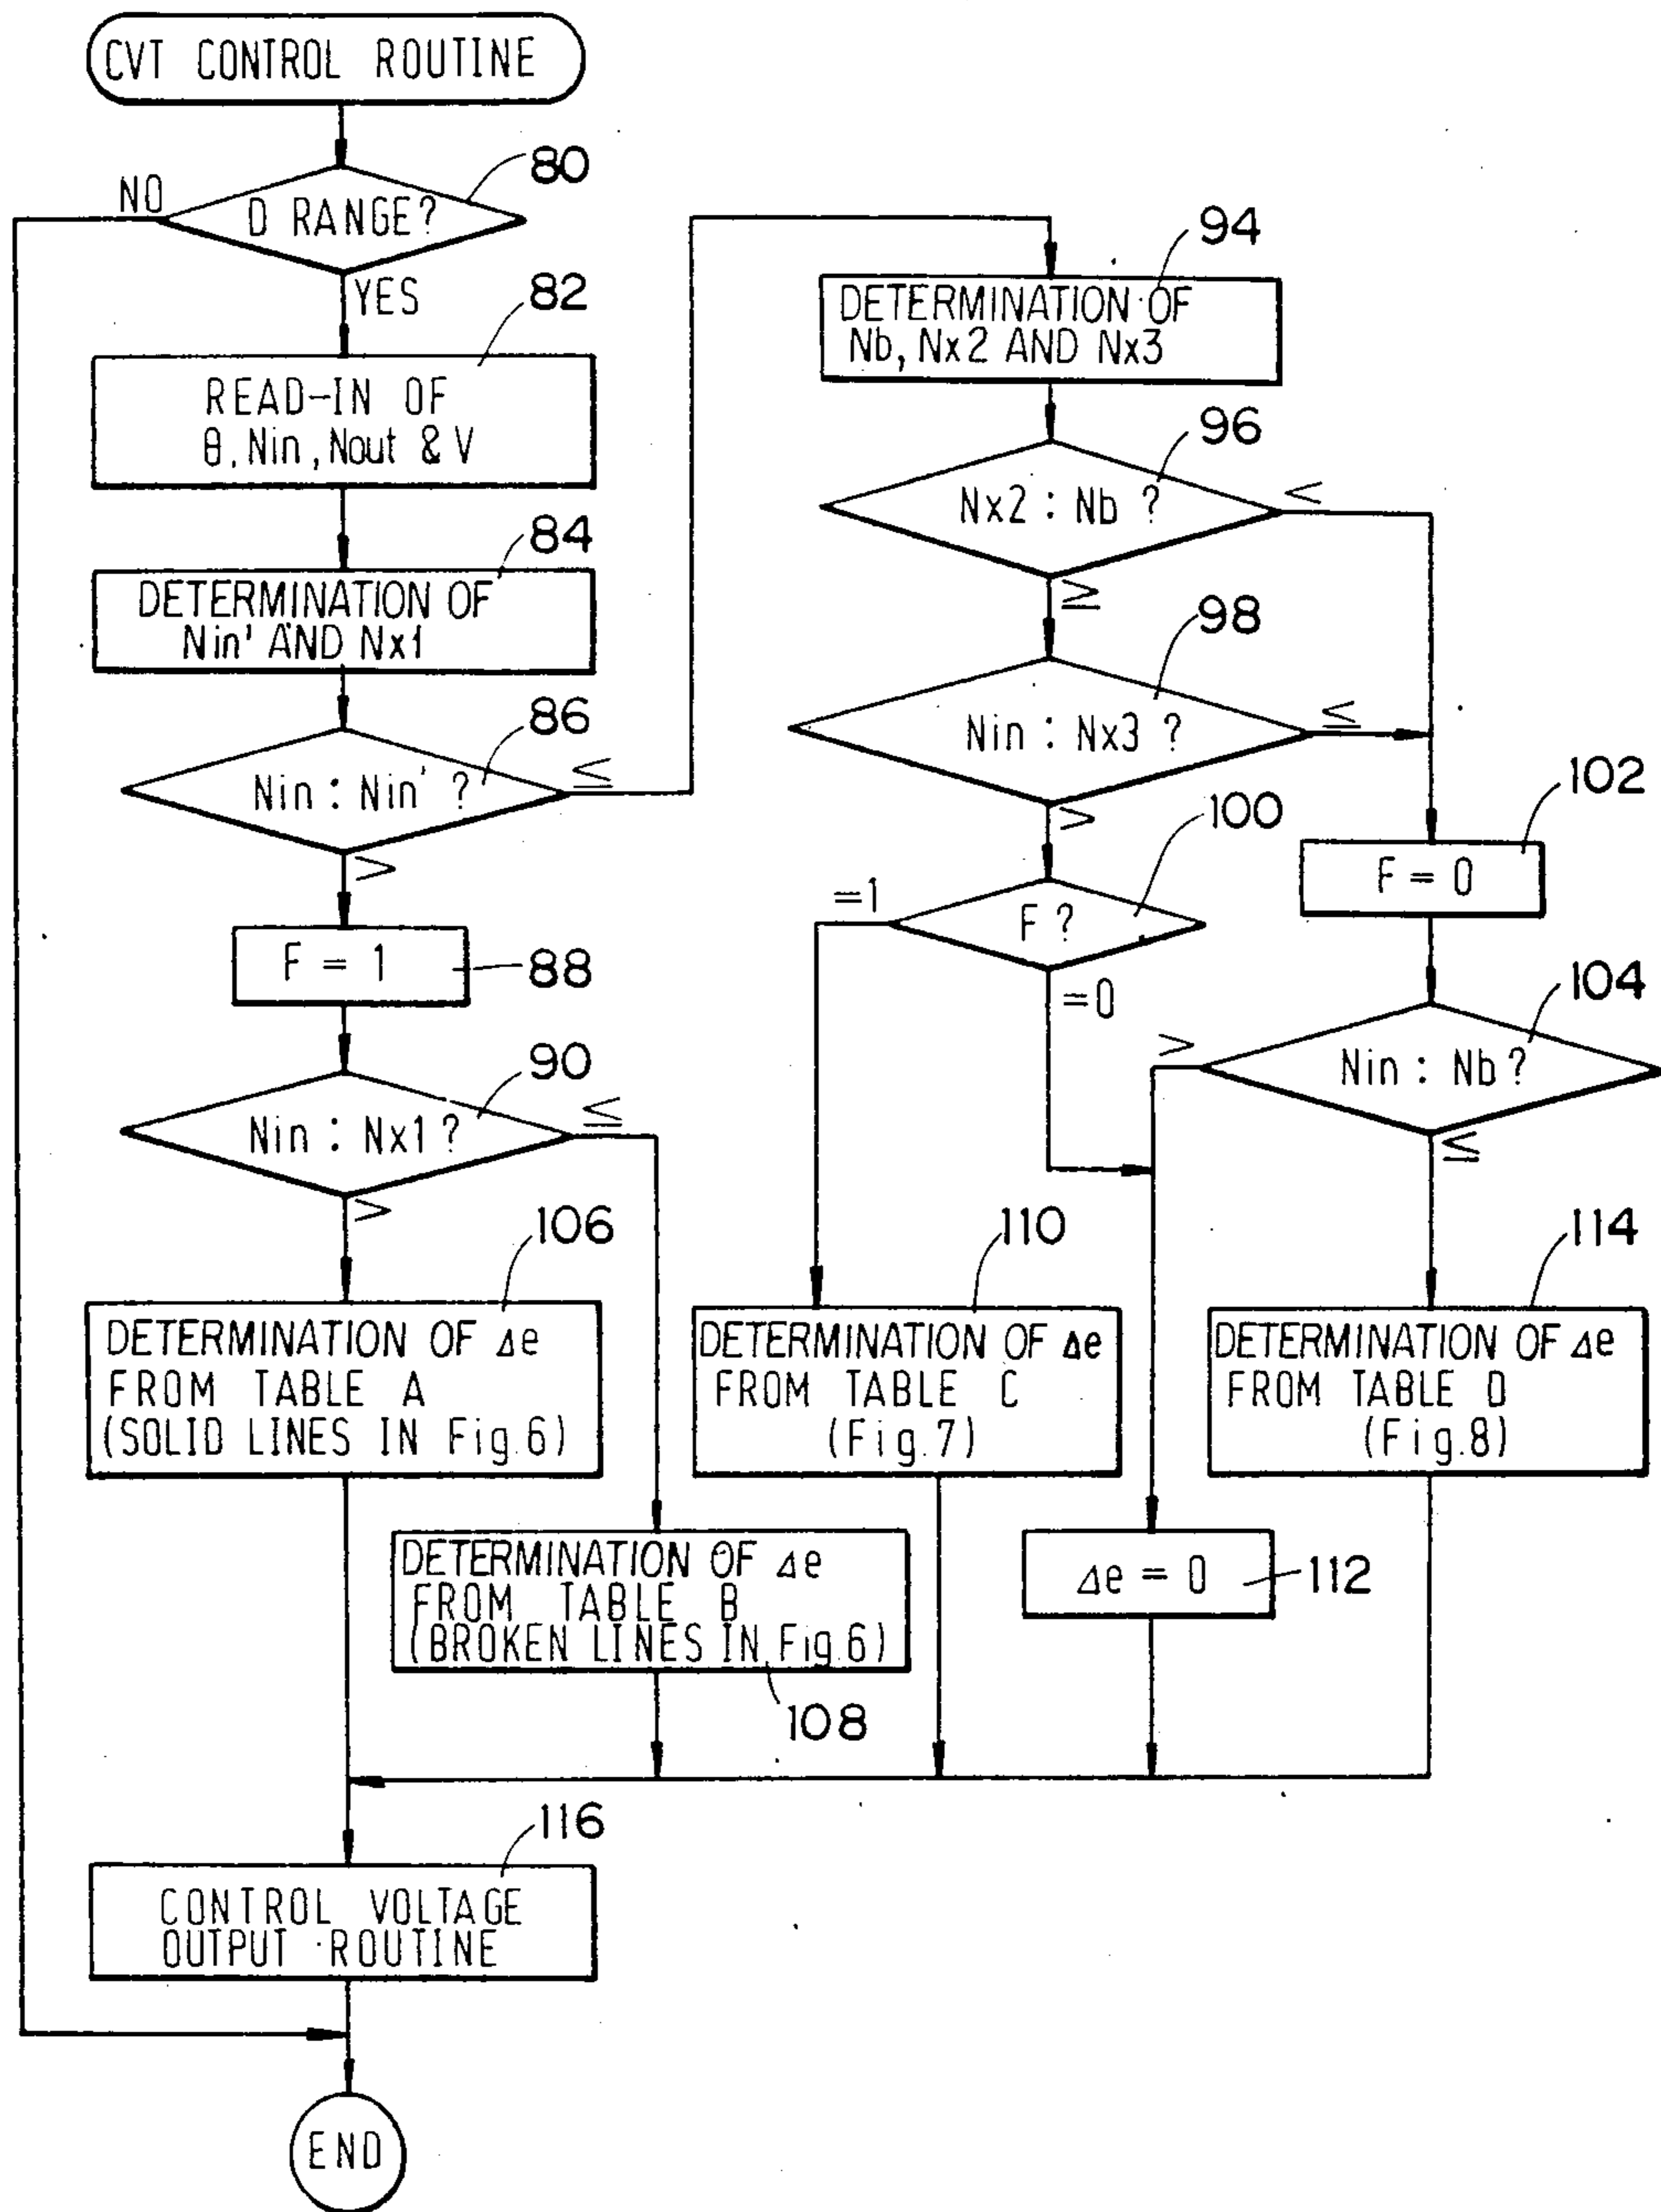 CVT CONTROL ROUTINE
80
NO
D RANGE?
YES
82
READ-IN OF
θ, Nin, Nout & V
84
DETERMINATION OF
Nin' AND Nx1
86
Nin : Nin' ?
≤
>
F = 1
88
90
Nin : Nx1 ?
≤
>
106
DETERMINATION OF Δe
FROM TABLE A
(SOLID LINES IN Fig.6)
DETERMINATION OF Δe
FROM TABLE B
(BROKEN LINES IN Fig.6)
108
94
DETERMINATION OF
Nb, Nx2 AND Nx3
96
Nx2 : Nb ?
<
≥
98
Nin : Nx3 ?
≤
>
100
=1
F ?
=0
102
F = 0
104
>
Nin : Nb ?
≤
110
DETERMINATION OF Δe
FROM TABLE C
(Fig.7)
Δe = 0
112
114
DETERMINATION OF Δe
FROM TABLE D
(Fig.8)
116
CONTROL VOLTAGE
OUTPUT ROUTINE
END